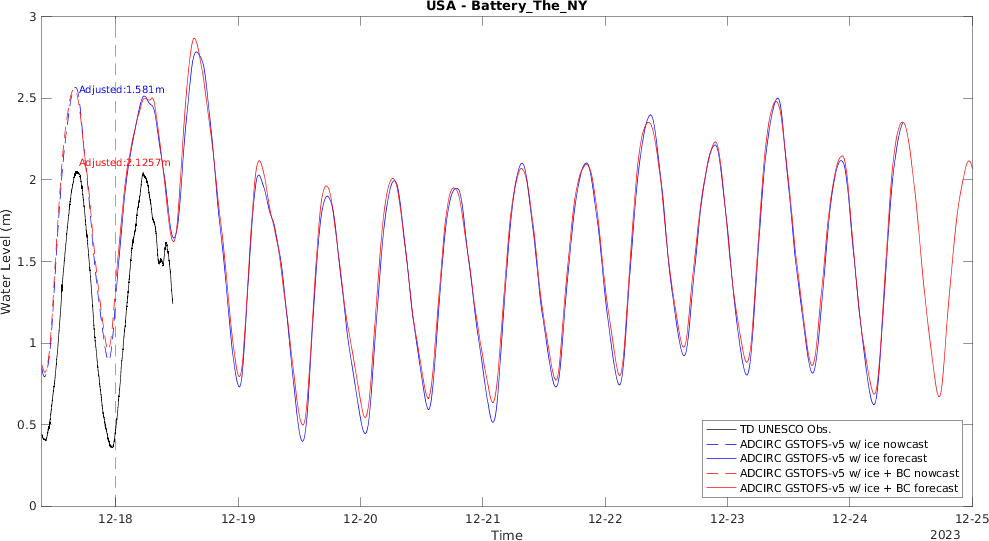 USA - Battery_The_NY
3
2.5
2
1.5
1
0.5
0
Water Level (m)
Adjusted:1.581m
Adjusted:2.1257m
TD UNESCO Obs.
ADCIRC GSTOFS-v5 w/ ice nowcast
ADCIRC GSTOFS-v5 w/ ice forecast
ADCIRC GSTOFS-v5 w/ ice + BC nowcast
ADCIRC GSTOFS-v5 w/ ice + BC forecast
12-18 12-19 12-20 12-21 12-22 12-23 12-24 12-25
Time
2023